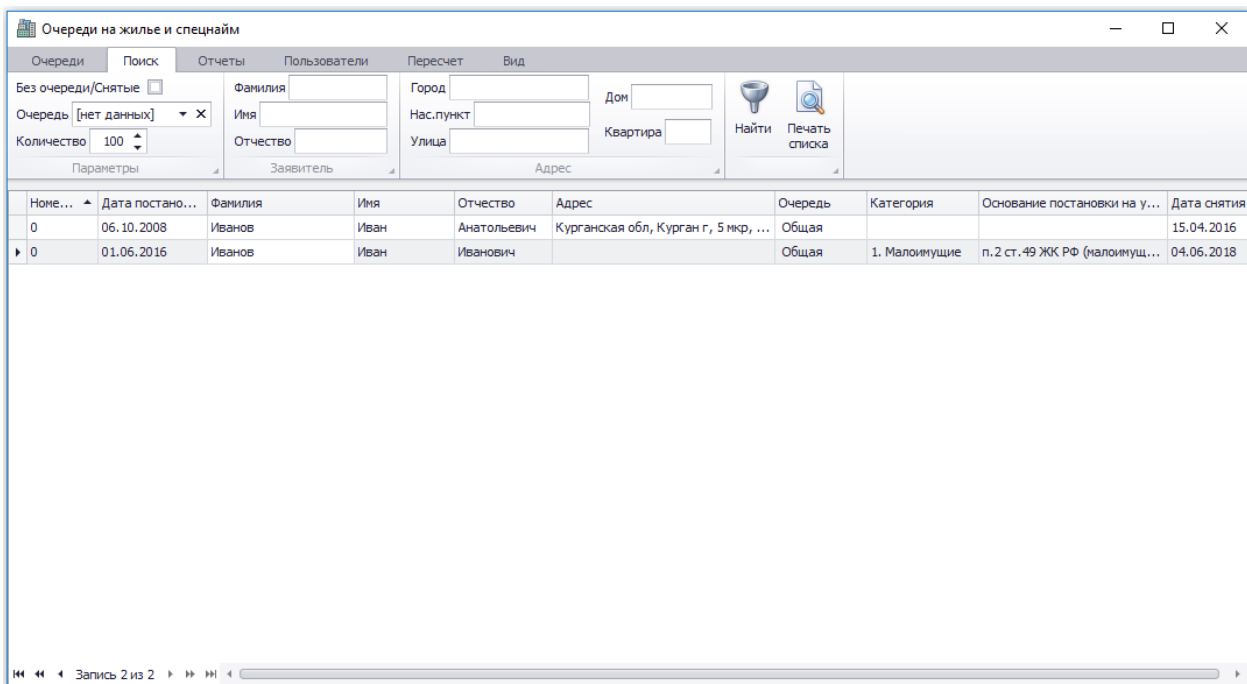 Очереди на жилье и спецнайм
Очереди Поиск Отчеты Пользователи Пересчет Вид
Без очереди/Снятые Фамилия Город Дом
Очередь [нет данных] Имя Нас.пункт Квартира Найти Печать списка
Количество 100 Отчество Улица
Параметры Заявитель Адрес
Номе... Дата постано... Фамилия Имя Отчество Адрес Очередь Категория Основание постановки на у... Дата снятия
0 06.10.2008 Иванов Иван Анатольевич Курганская обл, Курган г, 5 мкр, ... Общая 15.04.2016
0 01.06.2016 Иванов Иван Иванович Общая 1. Малоимущие п.2 ст.49 ЖК РФ (малоимущ... 04.06.2018
Запись 2 из 2